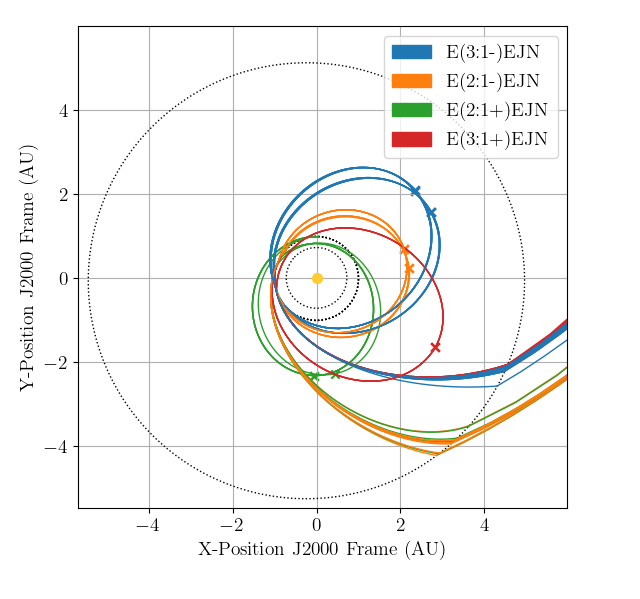 E(3:1-)EJN
E(2:1-)EJN
E(2:1+)EJN
E(3:1+)EJN
4
2
0
−2
−4
Y-Position J2000 Frame (AU)
−4 −2 0 2 4
X-Position J2000 Frame (AU)